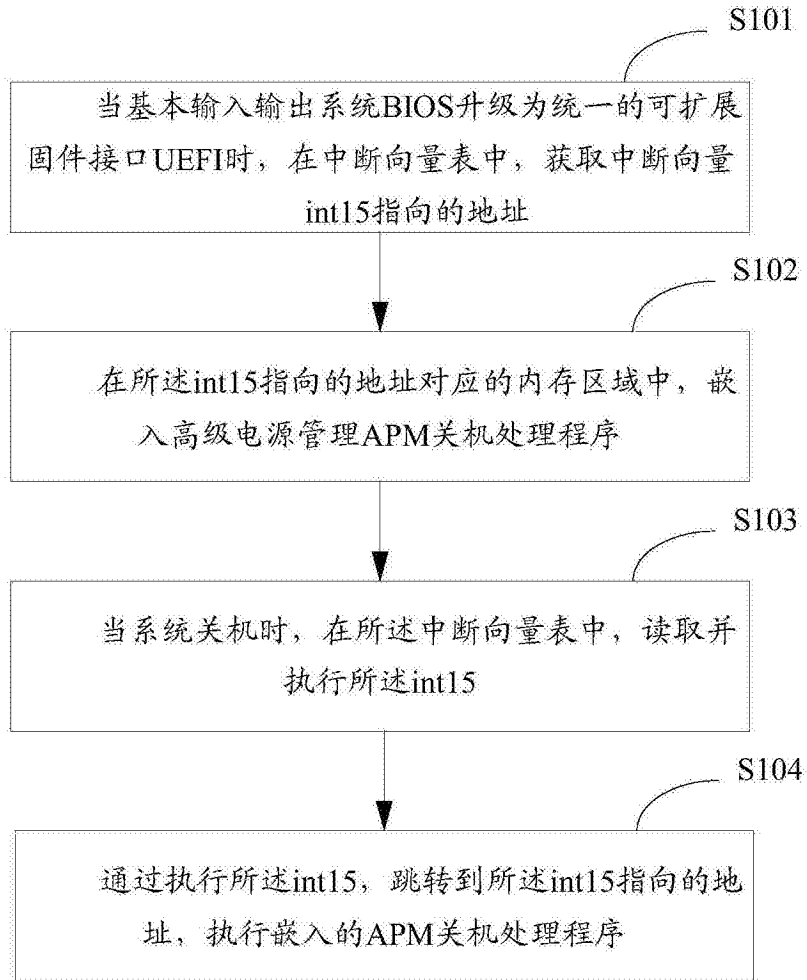 S101
当基本输入输出系统BIOS升级为统一的可扩展
固件接口UEFI时，在中断向量表中，获取中断向量
int15指向的地址
S102
在所述int15指向的地址对应的内存区域中，嵌
入高级电源管理APM关机处理程序
S103
当系统关机时，在所述中断向量表中，读取并
执行所述int15
S104
通过执行所述int15，跳转到所述int15指向的地
址，执行嵌入的APM关机处理程序